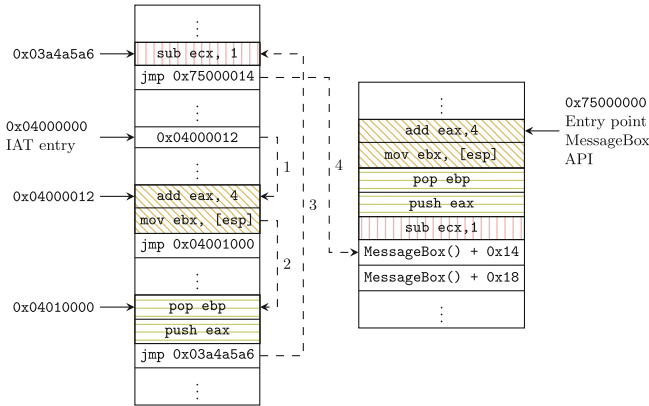 0x03a4a5a6
sub ecx, 1
jmp 0x75000014
0x04000000
IAT entry
0x04000012
1
0x04000012
add eax, 4
mov ebx, [esp]
jmp 0x04001000
2
0x04010000
pop ebp
push eax
jmp 0x03a4a5a6
3
4
add eax,4
mov ebx, [esp]
pop ebp
push eax
sub ecx,1
MessageBox() + 0x14
MessageBox() + 0x18
0x75000000
Entry point
MessageBox
API